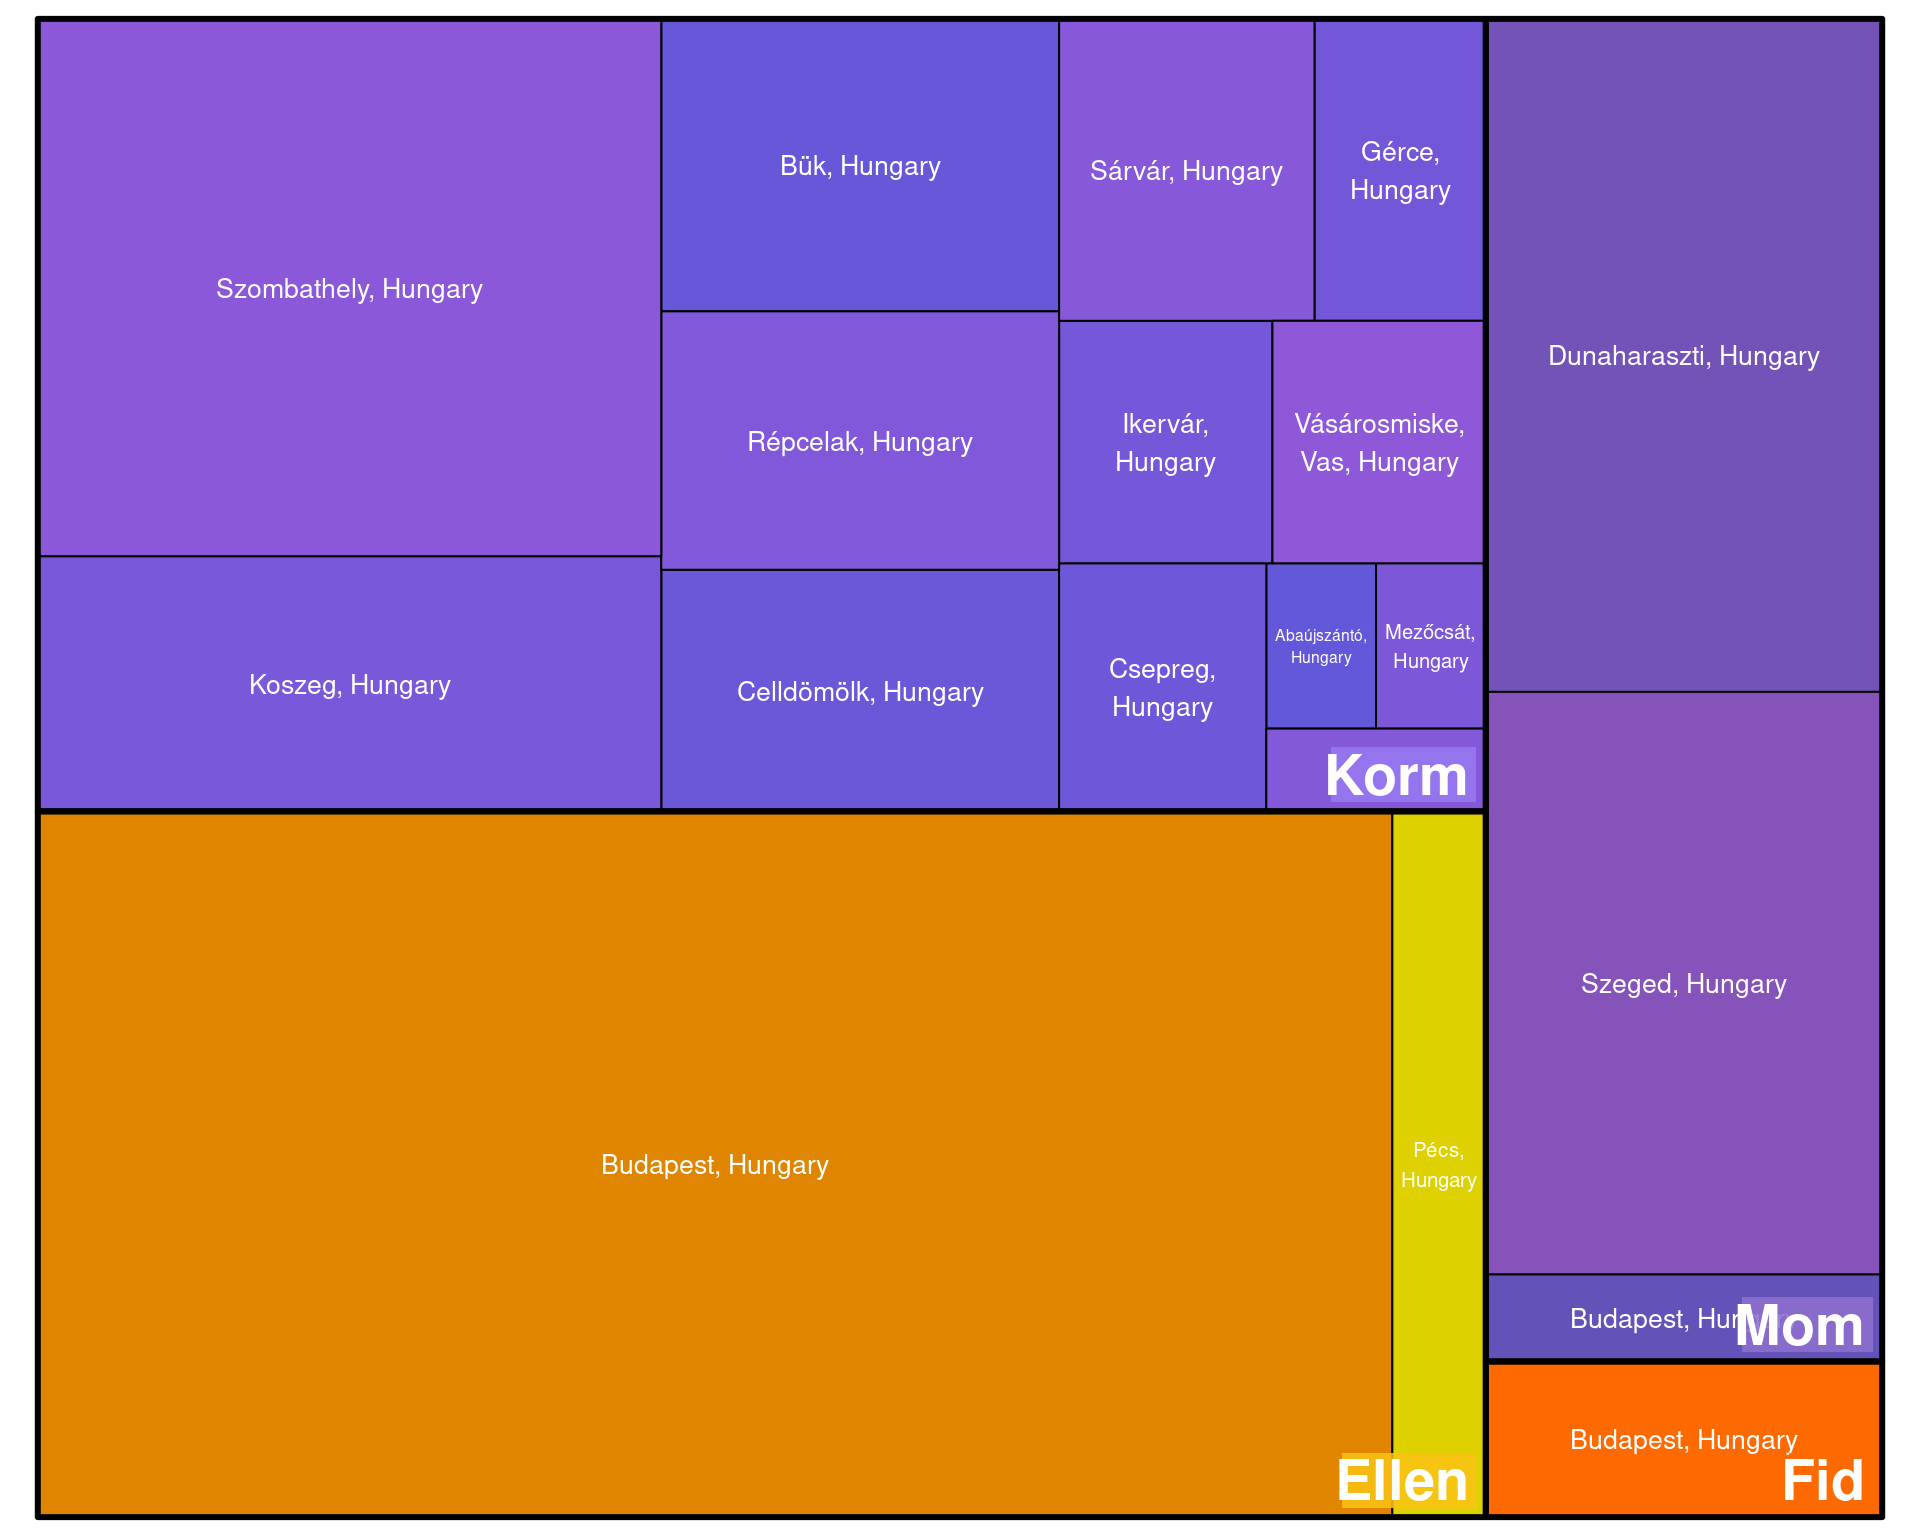 Szombathely, Hungary
Koszeg, Hungary
Bük, Hungary
Répcelak, Hungary
Celldömölk, Hungary
Sárvár, Hungary
Gérce,
Hungary
Ikervár,
Hungary
Vásárosmiske,
Vas, Hungary
Csepreg,
Hungary
Abaújszántó,
Hungary
Mezőcsát,
Hungary
Korm
Budapest, Hungary
Pécs,
Hungary
Ellen
Dunaharaszti, Hungary
Szeged, Hungary
Budapest,
Mom
Budapest, Hungary
Fid